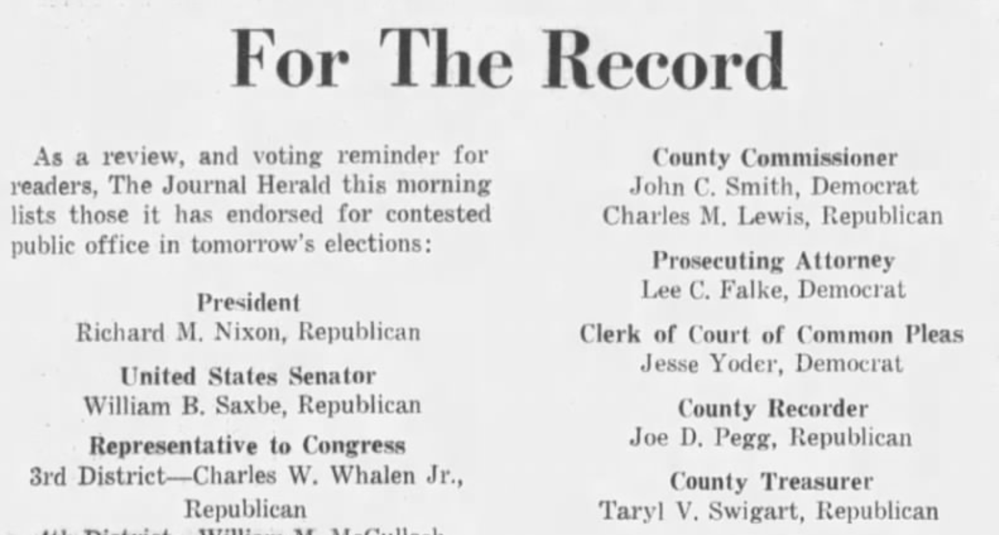 For The Record
As a review, and voting reminder for
readers, The Journal Herald this morning
lists those it has endorsed for contested
public office in tomorrow's elections:
President
Richard M. Nixon, Republican
United States Senator
William B. Saxbe, Republican
Representative to Congress
3rd District—Charles W. Whalen Jr.,
Republican
4th District—William M. McCulloch
County Commissioner
John C. Smith, Democrat
Charles M. Lewis, Republican
Prosecuting Attorney
Lee C. Falke, Democrat
Clerk of Court of Common Pleas
Jesse Yoder, Democrat
County Recorder
Joe D. Pegg, Republican
County Treasurer
Taryl V. Swigart, Republican